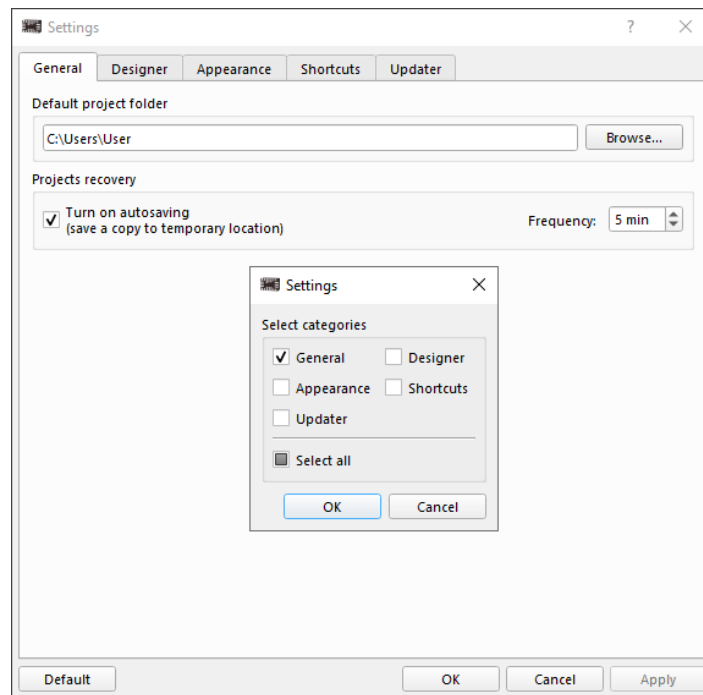 Settings
?
General Designer Appearance Shortcuts Updater
Default project folder
C:\Users\User Browse...
Projects recovery
Turn on autosaving
(save a copy to temporary location)
Frequency: 5 min
Settings
Select categories
General Designer
Appearance Shortcuts
Updater
Select all
OK Cancel
Default OK Cancel Apply